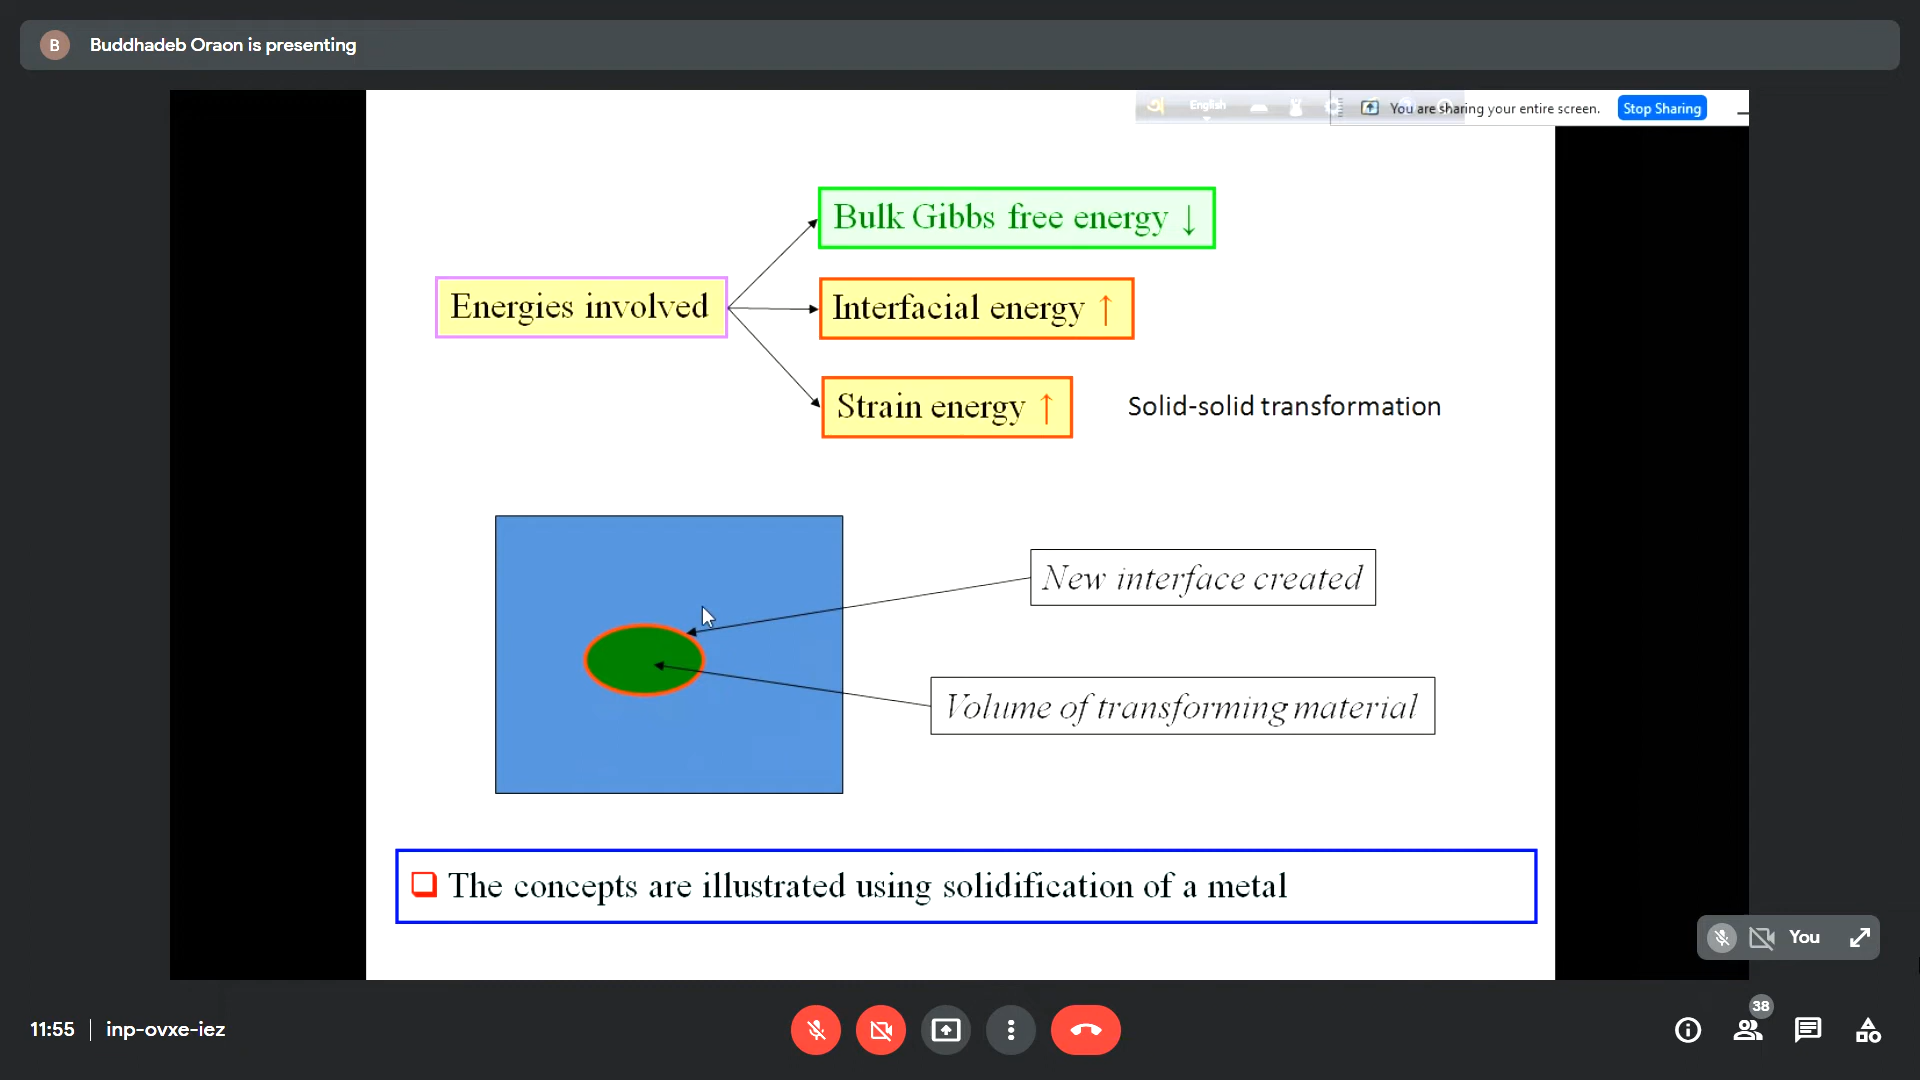 B
Buddhadeb Oraon is presenting
English
You are sharing your entire screen.
Stop Sharing
Bulk Gibbs free energy ↓
Energies involved
Interfacial energy ↑
Strain energy ↑
Solid-solid transformation
New interface created
Volume of transforming material
The concepts are illustrated using solidification of a metal
You
38
11:55
inp-ovxe-iez